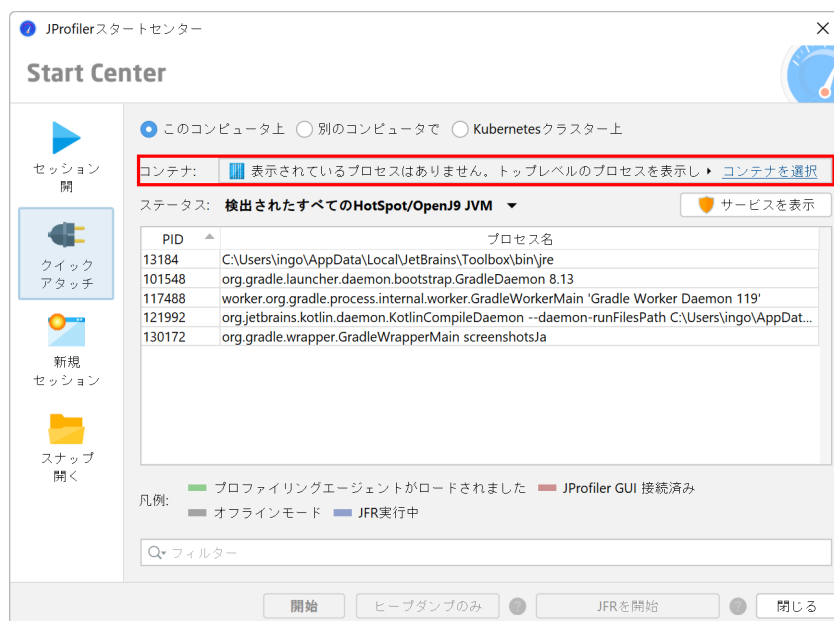 JProfilerスタートセンター
Start Center
このコンピュータ上 別のコンピュータで Kubernetesクラスター上
セッション
開
コンテナ: 表示されているプロセスはありません。トップレベルのプロセスを表示し コンテナを選択
ステータス: 検出されたすべてのHotSpot/OpenJ9 JVM サービスを表示
クイック
アタッチ
PID プロセス名
13184 C:\Users\ingo\AppData\Local\JetBrains\Toolbox\bin\jre
101548 org.gradle.launcher.daemon.bootstrap.GradleDaemon 8.13
117488 worker.org.gradle.process.internal.worker.GradleWorkerMain 'Gradle Worker Daemon 119'
121992 org.jetbrains.kotlin.daemon.KotlinCompileDaemon --daemon-runFilesPath C:\Users\ingo\AppDat...
130172 org.gradle.wrapper.GradleWrapperMain screenshotsJa
新規
セッション
スナップ
開く
凡例: プロファイリングエージェントがロードされました JProfiler GUI 接続済み
オフラインモード JFR実行中
フィルター
開始 ヒープダンプのみ ? JFRを開始 ? 閉じる